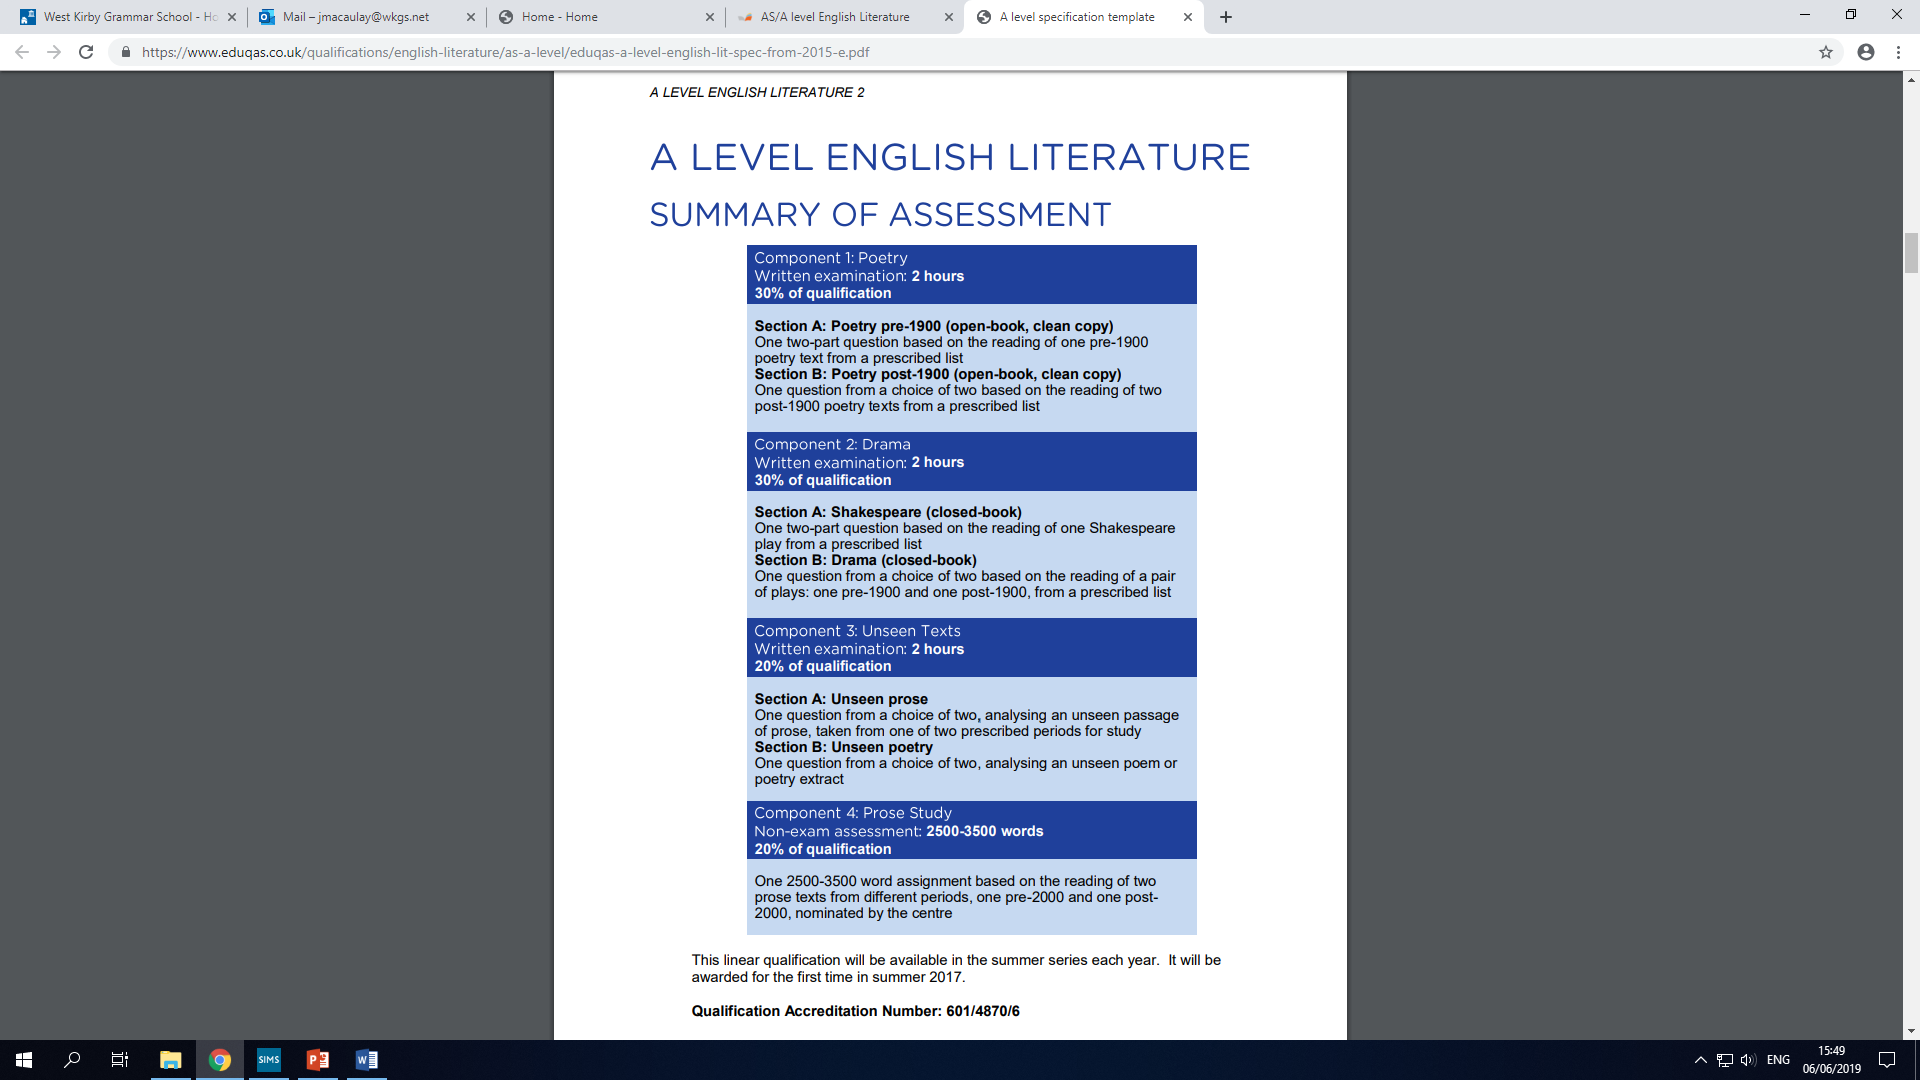 West Kirby Grammar School - Ho
Mail – jmacaulay@wkgs.net
Home - Home
AS/A level English Literature
A level specification template
https://www.eduqas.co.uk/qualifications/english-literature/as-a-level/eduqas-a-level-english-lit-spec-from-2015-e.pdf
A LEVEL ENGLISH LITERATURE 2
A LEVEL ENGLISH LITERATURE
SUMMARY OF ASSESSMENT
Component 1: Poetry
Written examination: 2 hours
30% of qualification
Section A: Poetry pre-1900 (open-book, clean copy)
One two-part question based on the reading of one pre-1900
poetry text from a prescribed list
Section B: Poetry post-1900 (open-book, clean copy)
One question from a choice of two based on the reading of two
post-1900 poetry texts from a prescribed list
Component 2: Drama
Written examination: 2 hours
30% of qualification
Section A: Shakespeare (closed-book)
One two-part question based on the reading of one Shakespeare
play from a prescribed list
Section B: Drama (closed-book)
One question from a choice of two based on the reading of a pair
of plays: one pre-1900 and one post-1900, from a prescribed list
Component 3: Unseen Texts
Written examination: 2 hours
20% of qualification
Section A: Unseen prose
One question from a choice of two, analysing an unseen passage
of prose, taken from one of two prescribed periods for study
Section B: Unseen poetry
One question from a choice of two, analysing an unseen poem or
poetry extract
Component 4: Prose Study
Non-exam assessment: 2500-3500 words
20% of qualification
One 2500-3500 word assignment based on the reading of two
prose texts from different periods, one pre-2000 and one post-
2000, nominated by the centre
This linear qualification will be available in the summer series each year.  It will be
awarded for the first time in summer 2017.
Qualification Accreditation Number: 601/4870/6
SIMS
ENG
15:49
06/06/2019